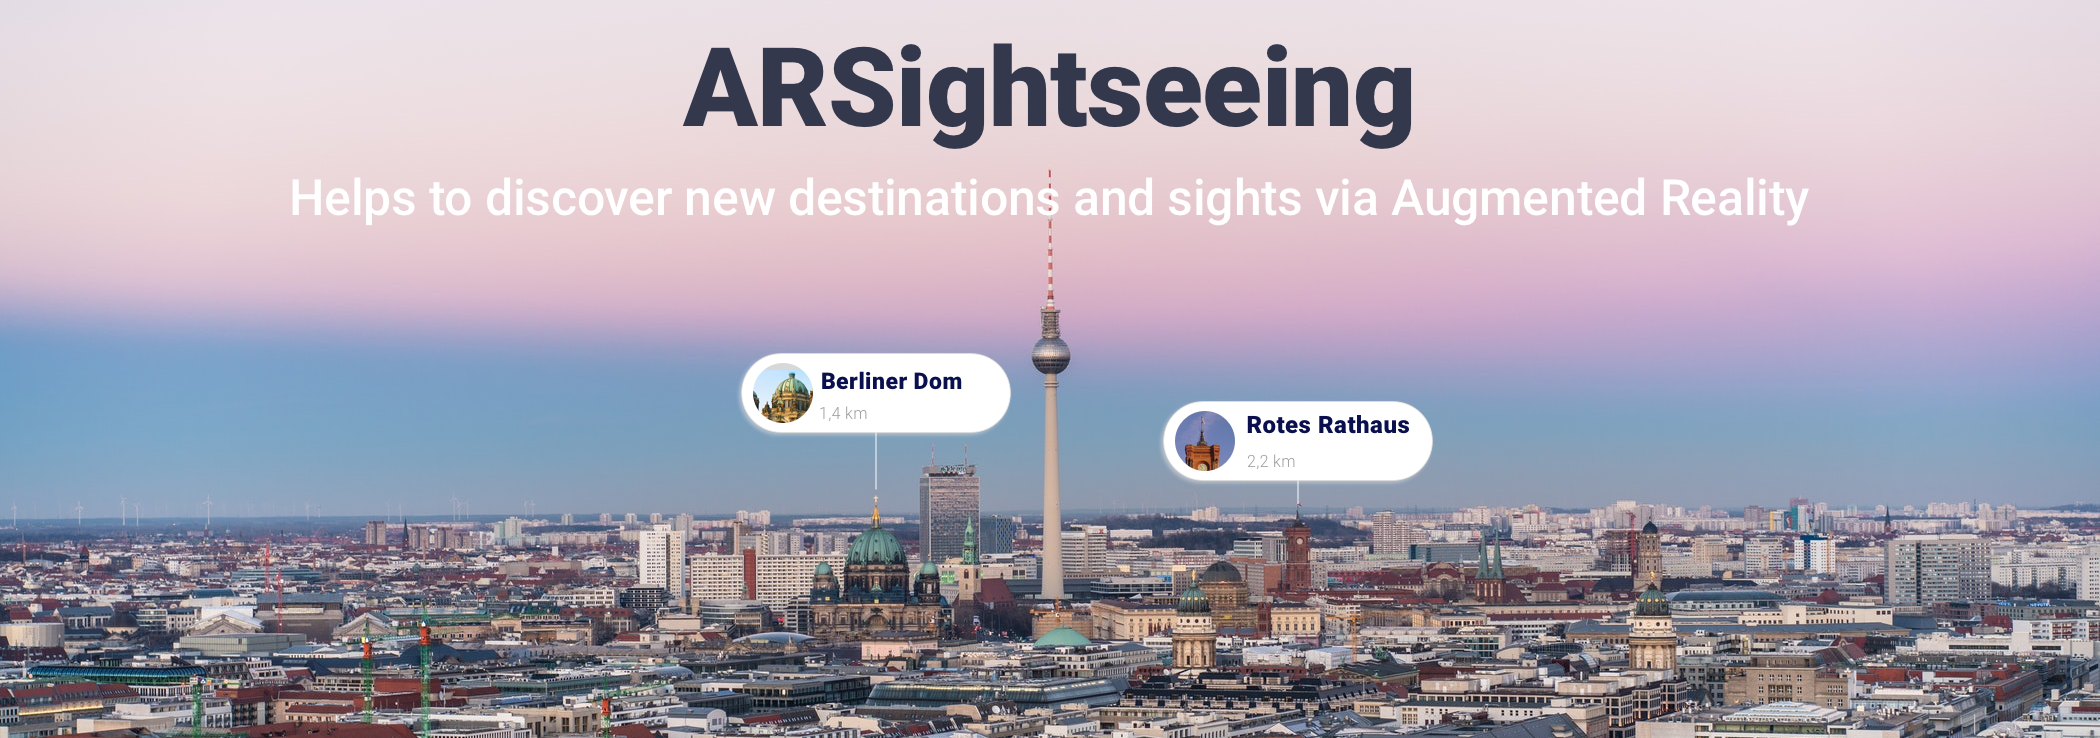 ARSightseeing
Helps to discover new destinations and sights via Augmented Reality
Berliner Dom
1,4 km
Rotes Rathaus
2,2 km